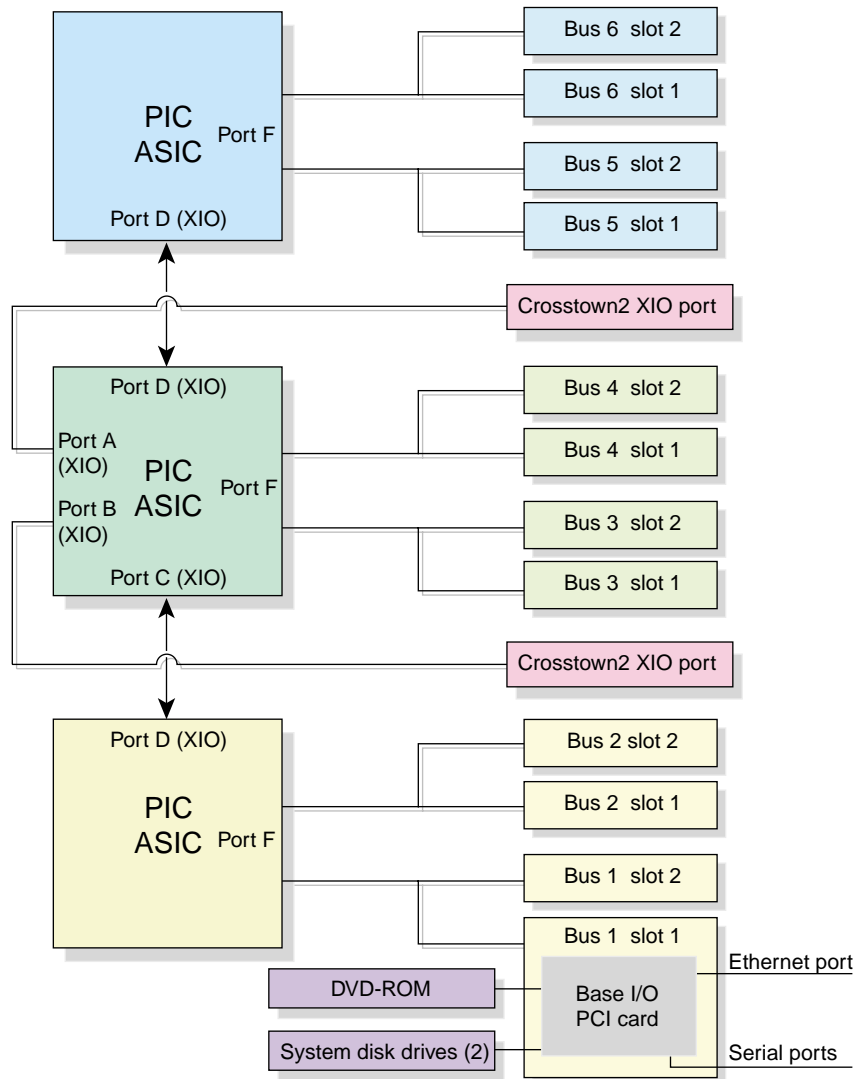 Bus 6 slot 2
Bus 6 slot 1
PIC
ASIC
Port F
Bus 5 slot 2
Bus 5 slot 1
Port D (XIO)
Crosstown2 XIO port
Port D (XIO)
Bus 4 slot 2
Port A
(XIO)
Bus 4 slot 1
PIC
ASIC
Port F
Port B
(XIO)
Bus 3 slot 2
Port C (XIO)
Bus 3 slot 1
Crosstown2 XIO port
Port D (XIO)
Bus 2 slot 2
Bus 2 slot 1
PIC
ASIC
Port F
Bus 1 slot 2
Bus 1 slot 1
Ethernet port
DVD-ROM
Base I/O
PCI card
System disk drives (2)
Serial ports